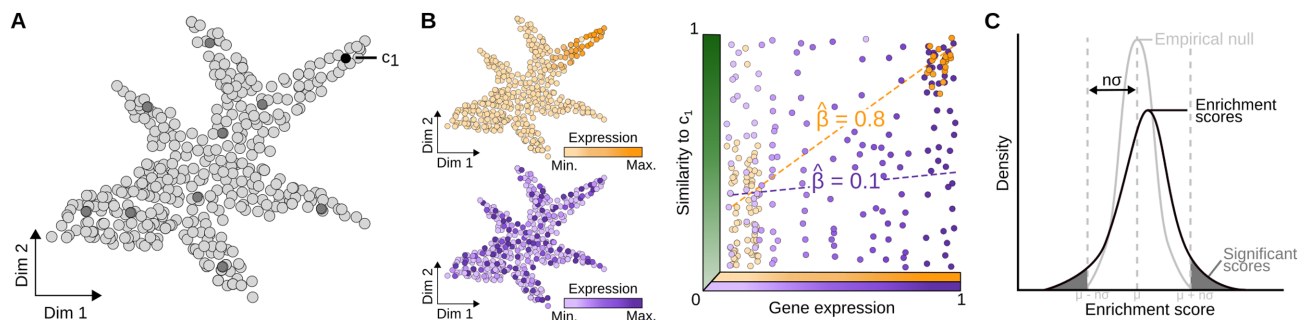 A
c1
Dim 2
Dim 1
B
Dim 2
Dim 1
Expression
Min.
Max.
Dim 2
Dim 1
Expression
Min.
Max.
1
Similarity to c1
β̂ = 0.8
β̂ = 0.1
0
Gene expression
1
C
Empirical null
nσ
Enrichment
scores
Density
Significant
scores
μ - nσ
μ
μ + nσ
Enrichment score